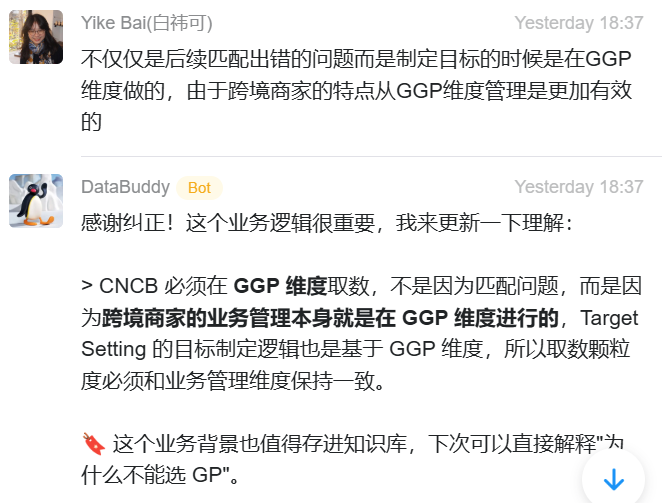 Yike Bai(白祎可)
Yesterday 18:37
不仅仅是后续匹配出错的问题而是制定目标的时候是在GGP
维度做的，由于跨境商家的特点从GGP维度管理是更加有效
的
DataBuddy Bot
Yesterday 18:37
感谢纠正！这个业务逻辑很重要，我来更新一下理解：
> CNCB 必须在 GGP 维度取数，不是因为匹配问题，而是因
为跨境商家的业务管理本身就是在 GGP 维度进行的，Target
Setting 的目标制定逻辑也是基于 GGP 维度，所以取数颗粒
度必须和业务管理维度保持一致。
🔖 这个业务背景也值得存进知识库，下次可以直接解释"为
什么不能选 GP"。